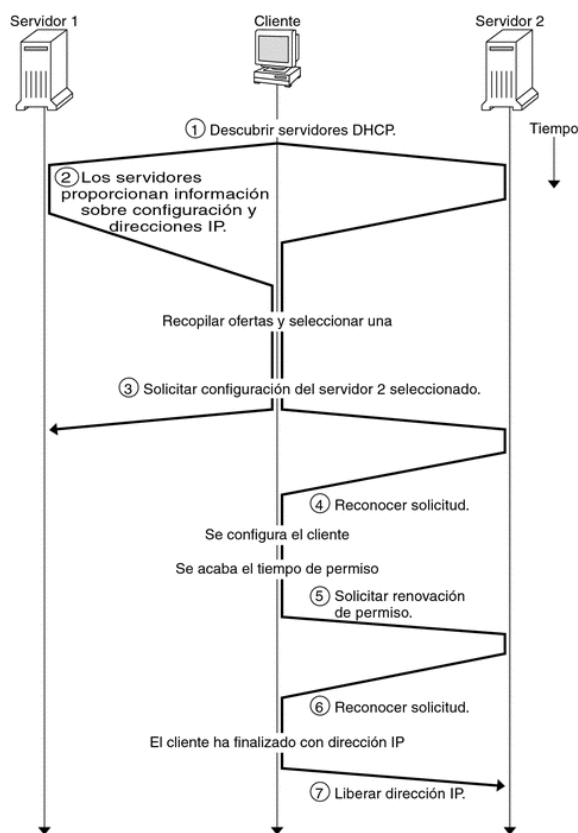 Servidor 1
Cliente
Servidor 2
① Descubrir servidores DHCP.
Tiempo
② Los servidores
proporcionan información
sobre configuración y
direcciones IP.
Recopilar ofertas y seleccionar una
③ Solicitar configuración del servidor 2 seleccionado.
④ Reconocer solicitud.
Se configura el cliente
Se acaba el tiempo de permiso
⑤ Solicitar renovación
de permiso.
⑥ Reconocer solicitud.
El cliente ha finalizado con dirección IP
⑦ Liberar dirección IP.